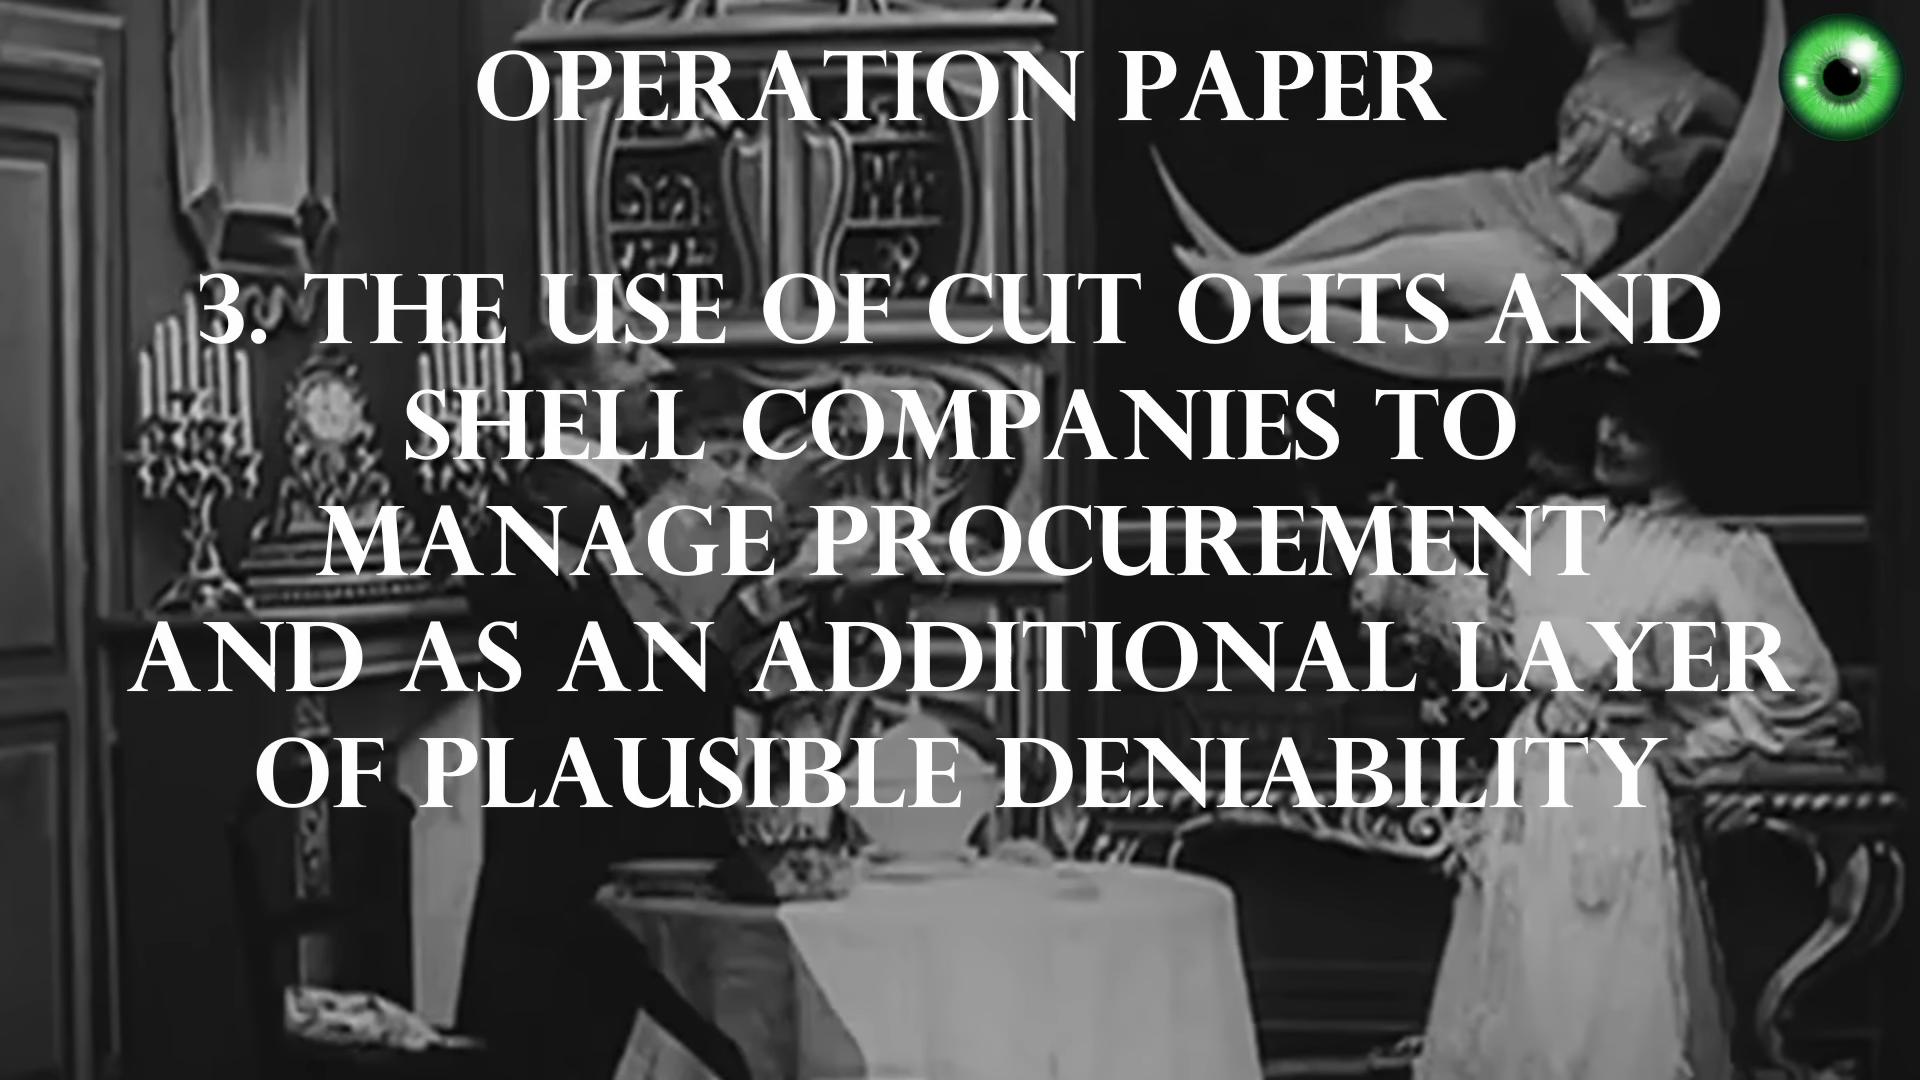 OPERATION PAPER
3. THE USE OF CUT OUTS AND
SHELL COMPANIES TO
MANAGE PROCUREMENT
AND AS AN ADDITIONAL LAYER
OF PLAUSIBLE DENIABILITY